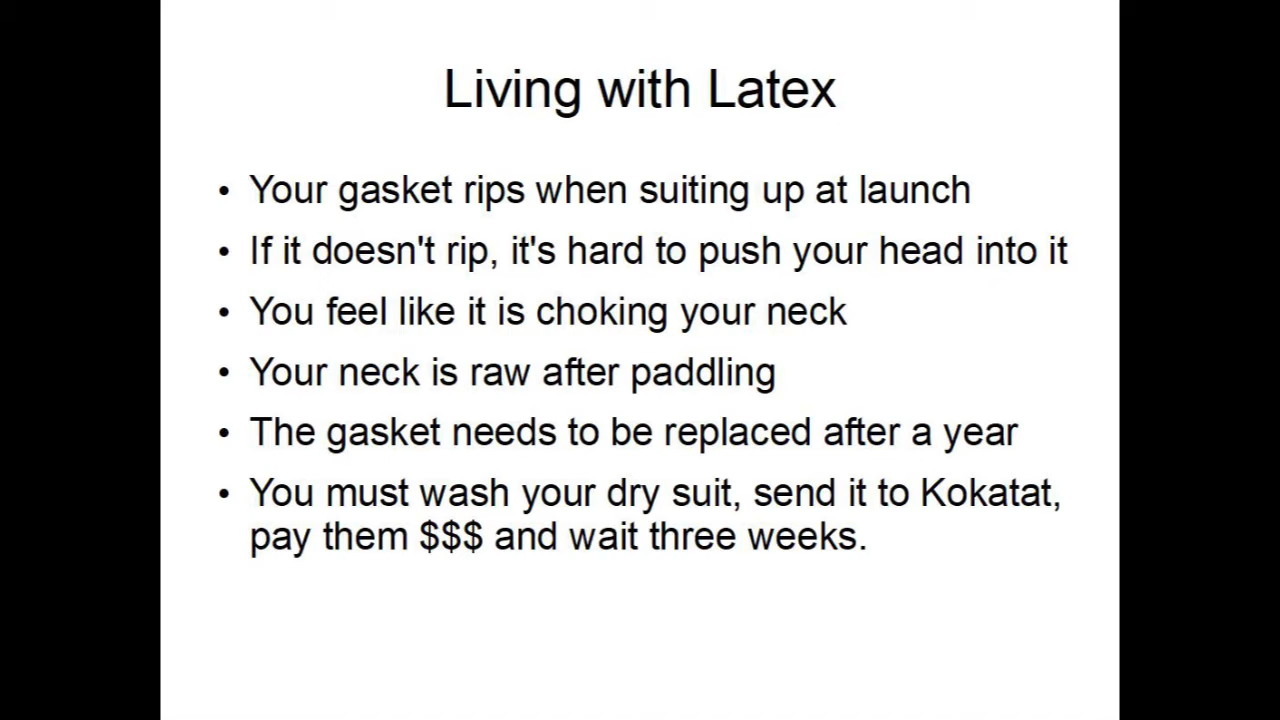 Living with Latex
• Your gasket rips when suiting up at launch
• If it doesn't rip, it's hard to push your head into it
• You feel like it is choking your neck
• Your neck is raw after paddling
• The gasket needs to be replaced after a year
• You must wash your dry suit, send it to Kokatat,
pay them $$$ and wait three weeks.